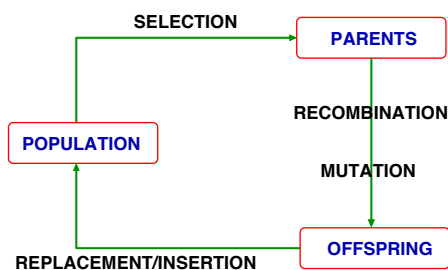 SELECTION
PARENTS
RECOMBINATION
POPULATION
MUTATION
OFFSPRING
REPLACEMENT/INSERTION